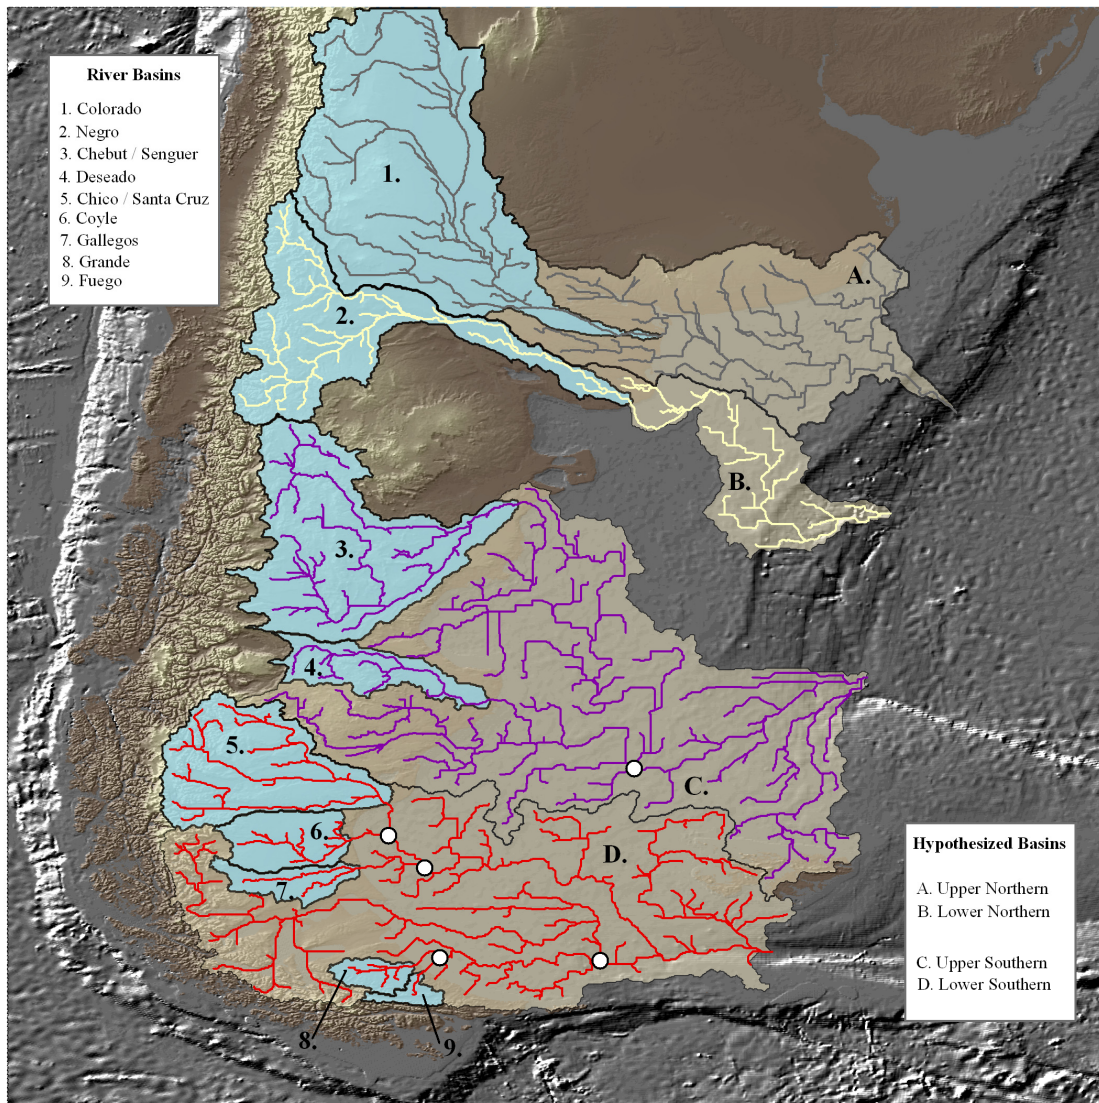 River Basins
1. Colorado
2. Negro
3. Chebut / Senguer
4. Deseado
5. Chico / Santa Cruz
6. Coyle
7. Gallegos
8. Grande
9. Fuego
1.
A.
2.
B.
3.
4.
5.
C.
6.
D.
7.
8.
9.
Hypothesized Basins
A. Upper Northern
B. Lower Northern
C. Upper Southern
D. Lower Southern